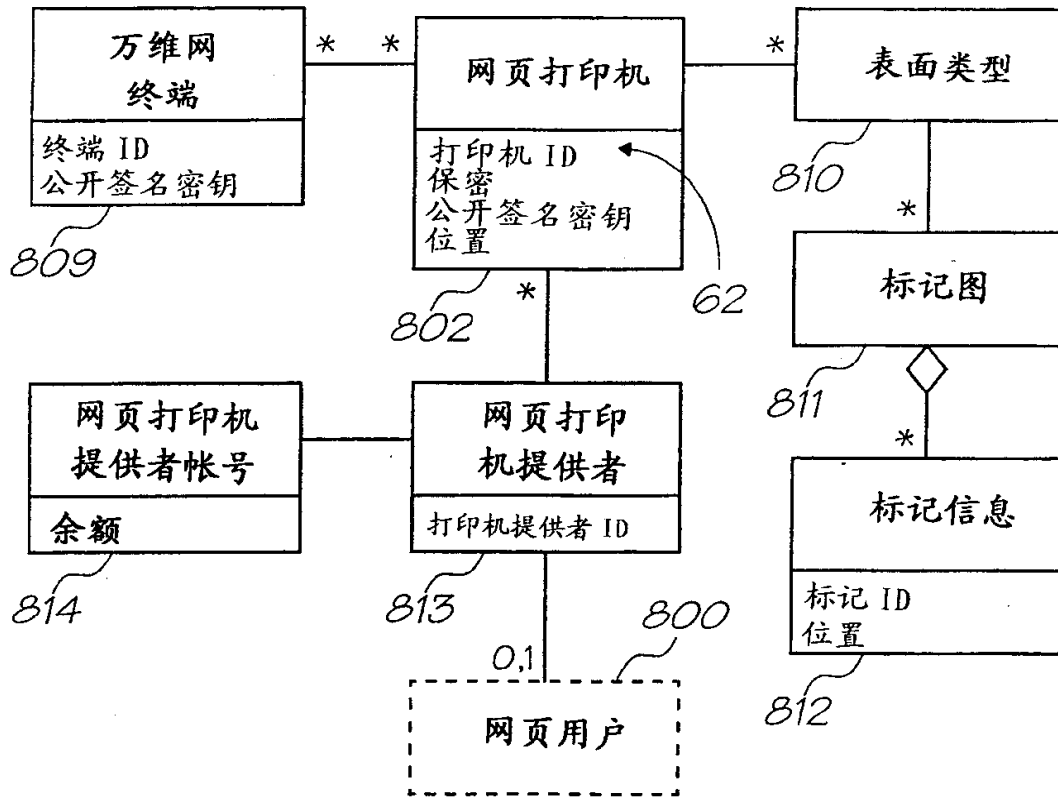 万维网
终端
终端 ID
公开签名密钥
809
*
*
网页打印机
打印机 ID
保密
公开签名密钥
位置
802
62
*
*
表面类型
810
*
标记图
811
*
标记信息
标记 ID
位置
812
网页打印机
提供者帐号
余额
814
网页打印
机提供者
打印机提供者 ID
813
0,1
800
网页用户